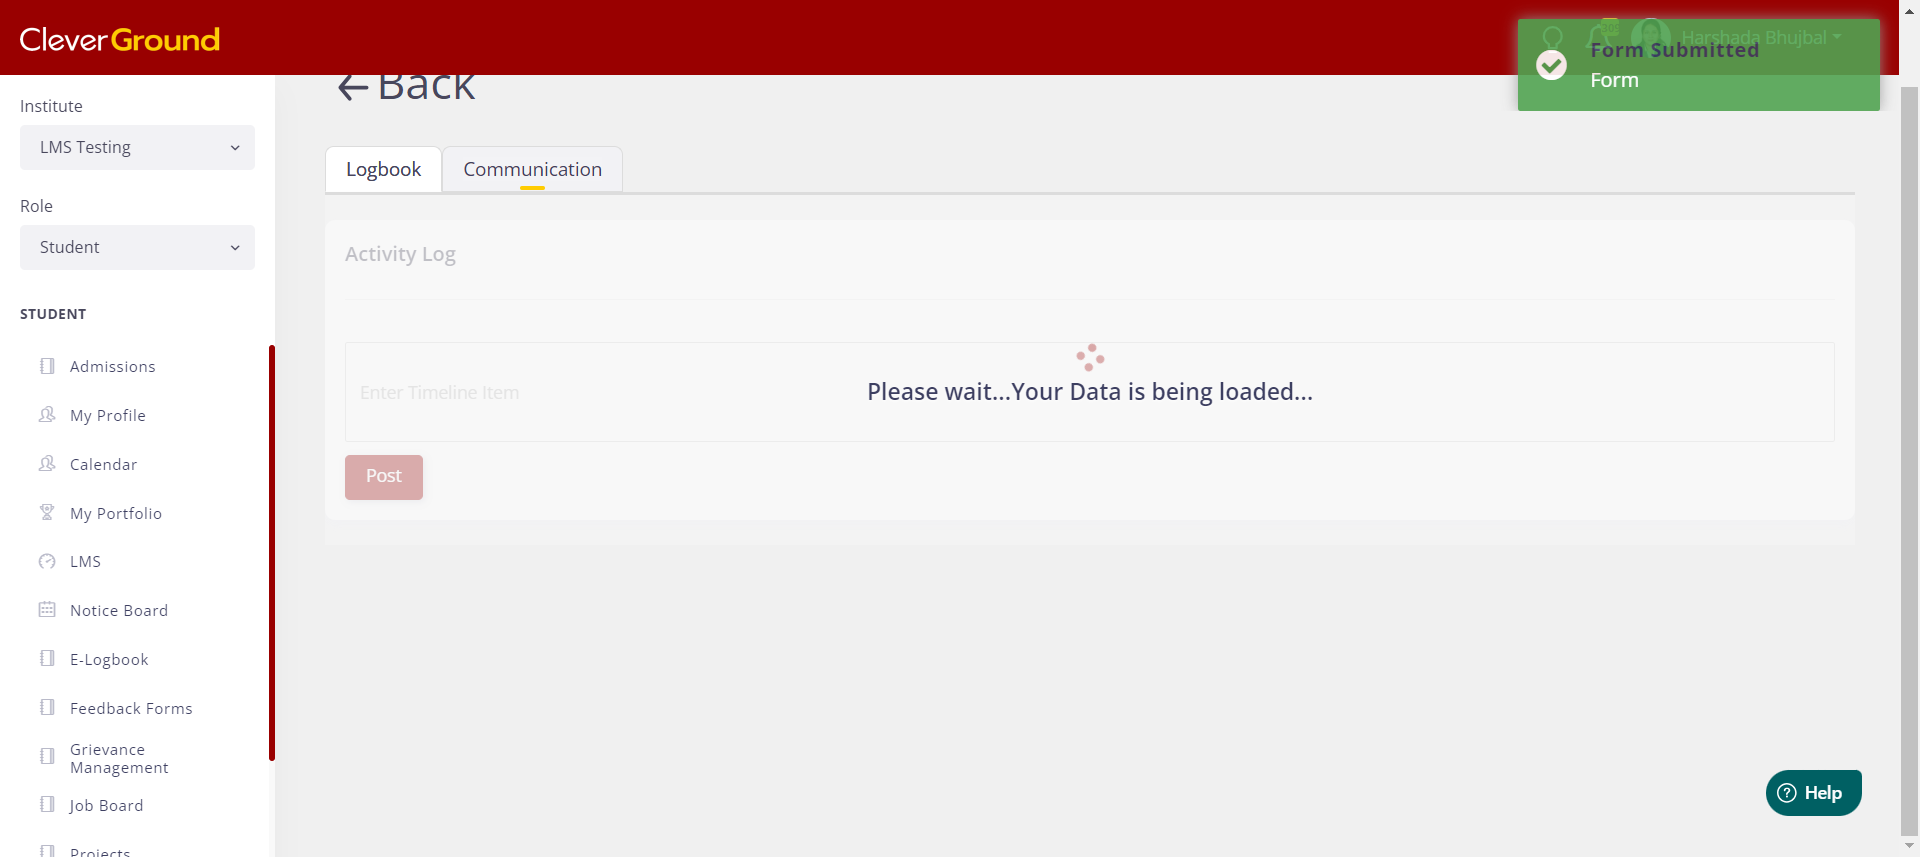 CleverGround
Harshada Bhujbal
Form Submitted
Form
Institute
LMS Testing
Role
Student
STUDENT
Admissions
My Profile
Calendar
My Portfolio
LMS
Notice Board
E-Logbook
Feedback Forms
Grievance
Management
Job Board
Projects
Back
Logbook
Communication
Activity Log
Enter Timeline Item
Please wait...Your Data is being loaded...
Post
Help